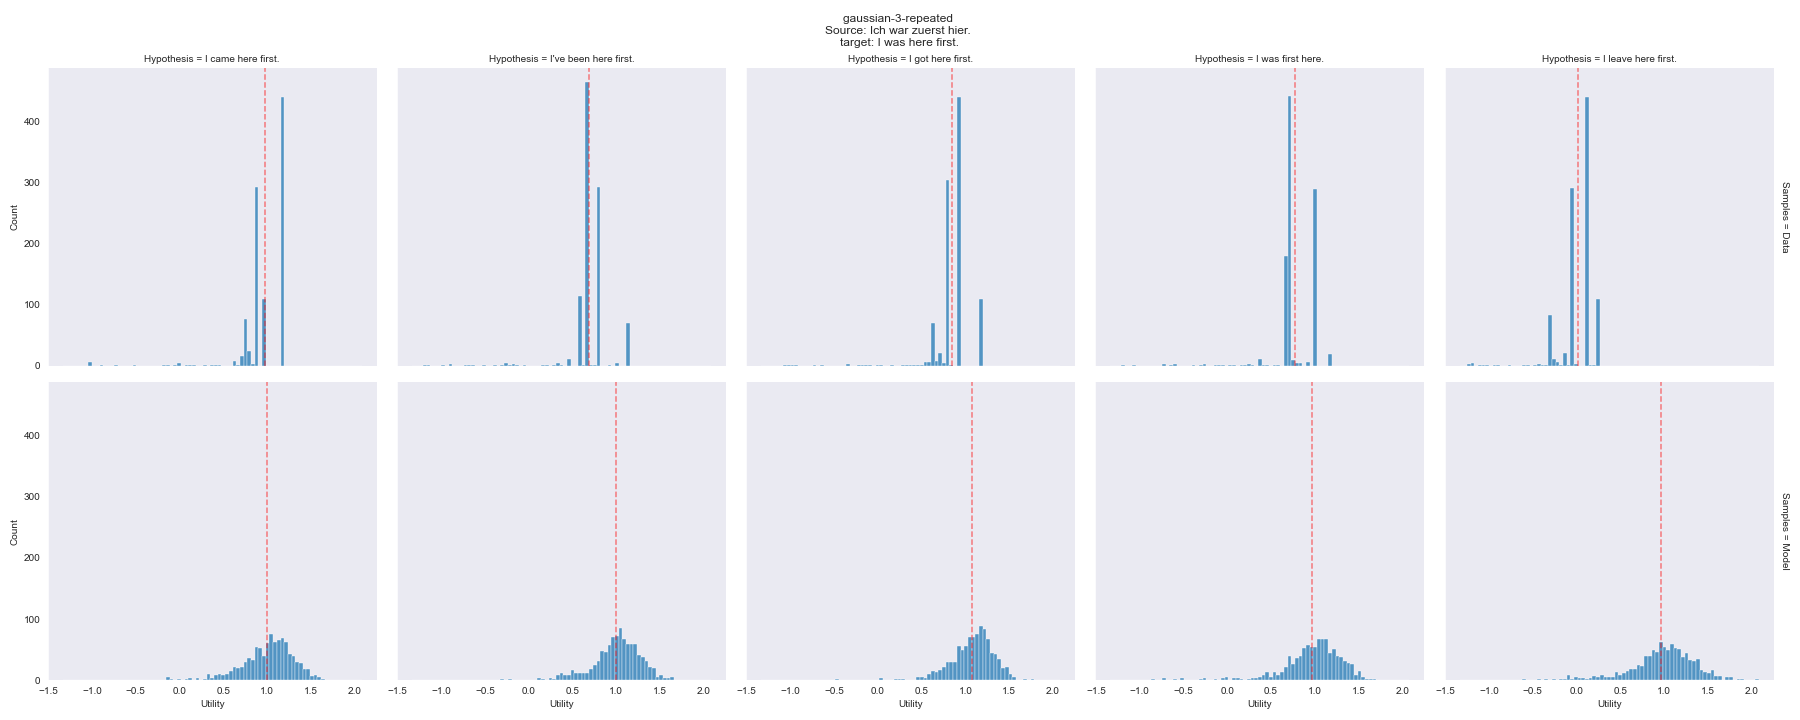 gaussian-3-repeated
Source: Ich war zuerst hier.
target: I was here first.
Hypothesis = I came here first.
Hypothesis = I've been here first.
Hypothesis = I got here first.
Hypothesis = I was first here.
Hypothesis = I leave here first.
400
300
200
100
0
Count
Samples = Data
400
300
200
100
0
Count
Samples = Model
−1.5 −1.0 −0.5 0.0 0.5 1.0 1.5 2.0
−1.5 −1.0 −0.5 0.0 0.5 1.0 1.5 2.0
−1.5 −1.0 −0.5 0.0 0.5 1.0 1.5 2.0
−1.5 −1.0 −0.5 0.0 0.5 1.0 1.5 2.0
−1.5 −1.0 −0.5 0.0 0.5 1.0 1.5 2.0
Utility
Utility
Utility
Utility
Utility